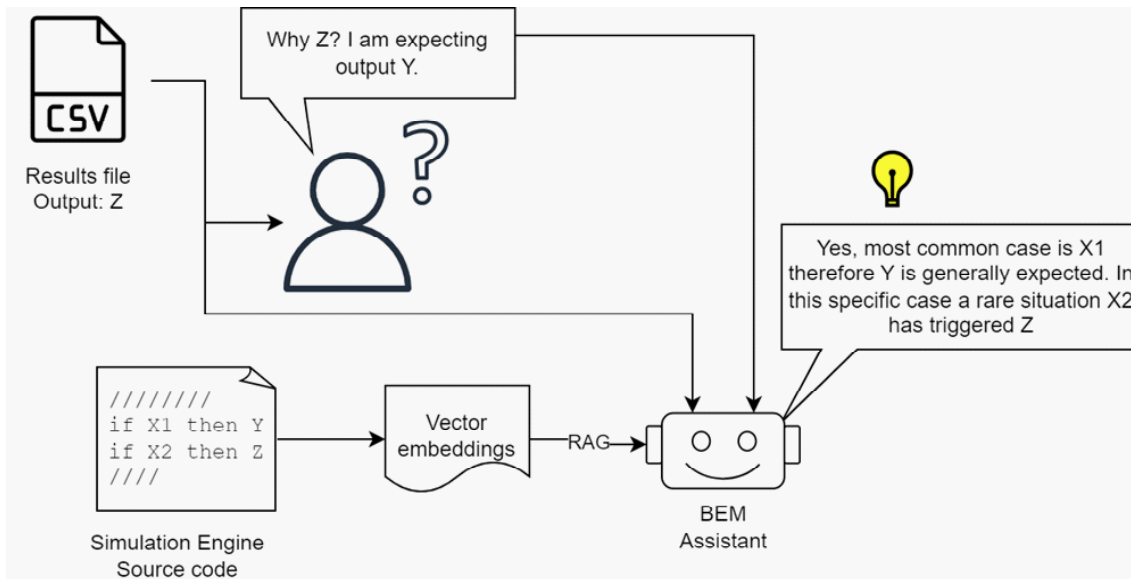 Why Z? I am expecting
output Y.
CSV
Results file
Output: Z
?
Yes, most common case is X1
therefore Y is generally expected. In
this specific case a rare situation X2
has triggered Z
////////
if X1 then Y
if X2 then Z
////
Vector
embeddings
RAG
Simulation Engine
Source code
BEM
Assistant